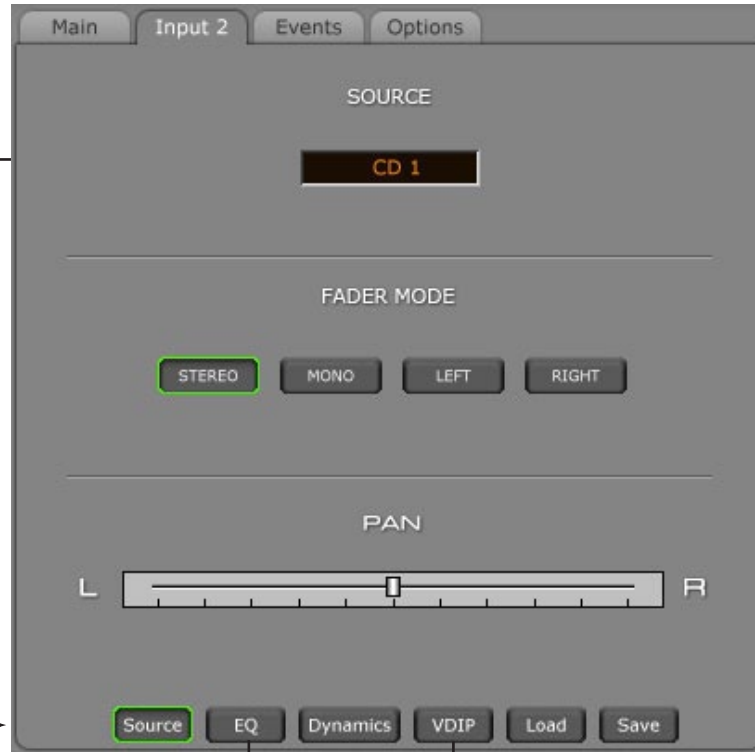 Main Input 2 Events Options
SOURCE
CD 1
FADER MODE
STEREO MONO LEFT RIGHT
PAN
L R
Source EQ Dynamics VDIP Load Save